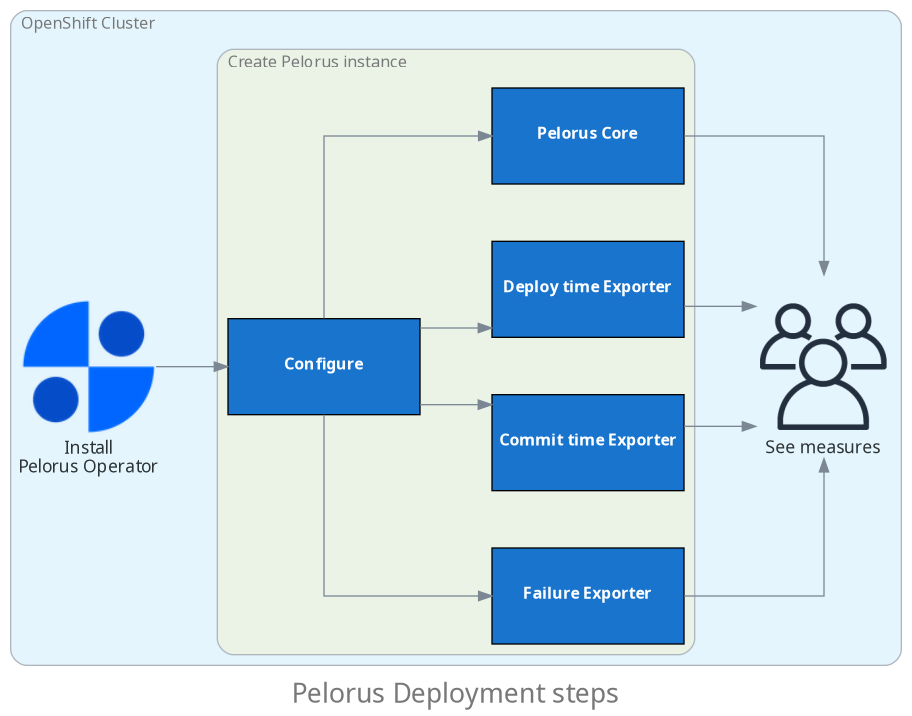 OpenShift Cluster
Create Pelorus instance
Pelorus Core
Deploy time Exporter
Configure
Commit time Exporter
Install
Pelorus Operator
See measures
Failure Exporter
Pelorus Deployment steps